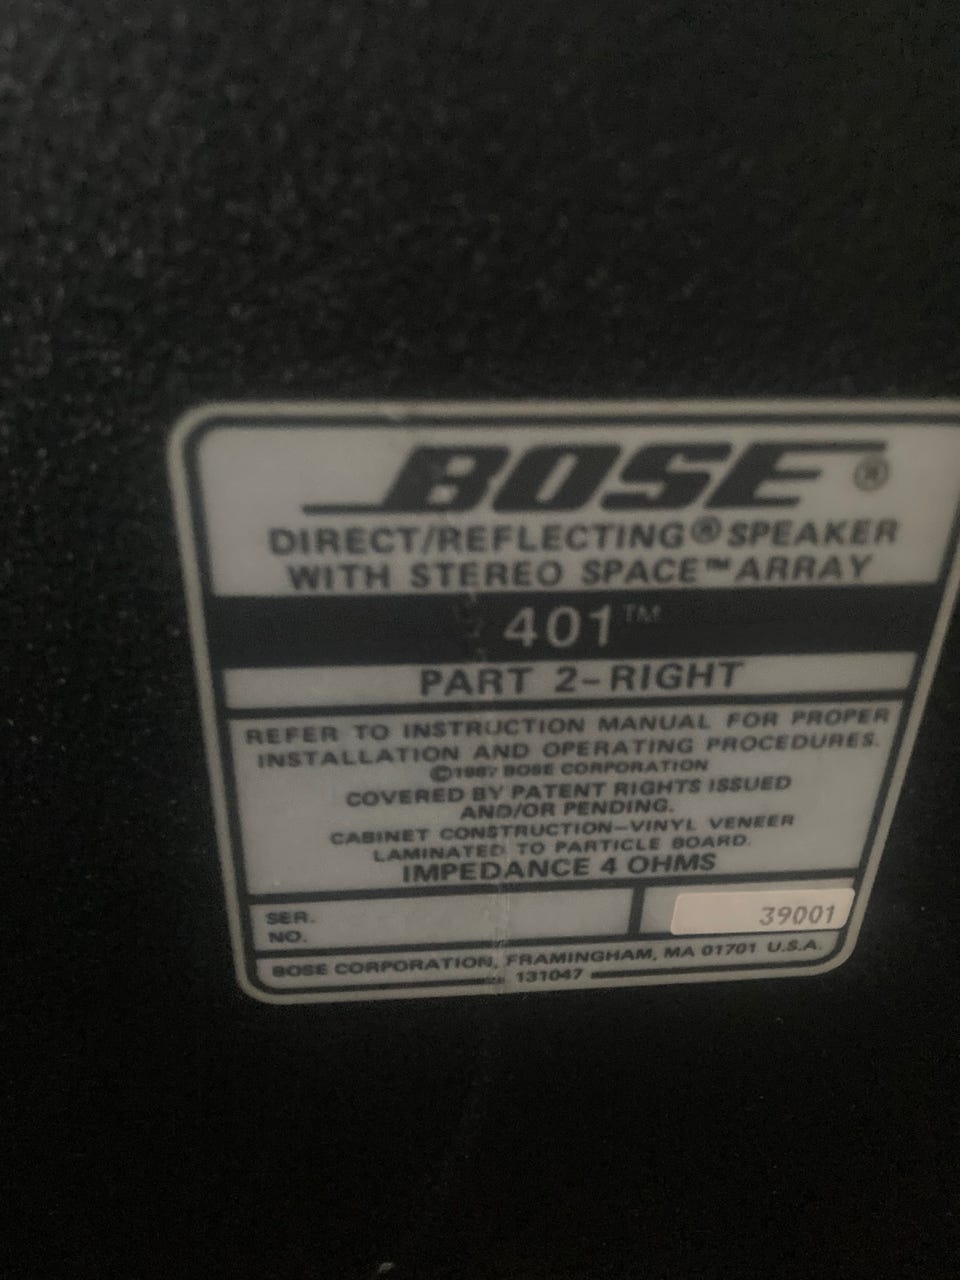 BOSE®
DIRECT/REFLECTING® SPEAKER
WITH STEREO SPACE™ ARRAY
401™
PART 2-RIGHT
REFER TO INSTRUCTION MANUAL FOR PROPER
INSTALLATION AND OPERATING PROCEDURES.
©1987 BOSE CORPORATION
COVERED BY PATENT RIGHTS ISSUED
AND/OR PENDING.
CABINET CONSTRUCTION–VINYL VENEER
LAMINATED TO PARTICLE BOARD.
IMPEDANCE 4 OHMS
SER.
NO.
39001
BOSE CORPORATION, FRAMINGHAM, MA 01701 U.S.A.
131047